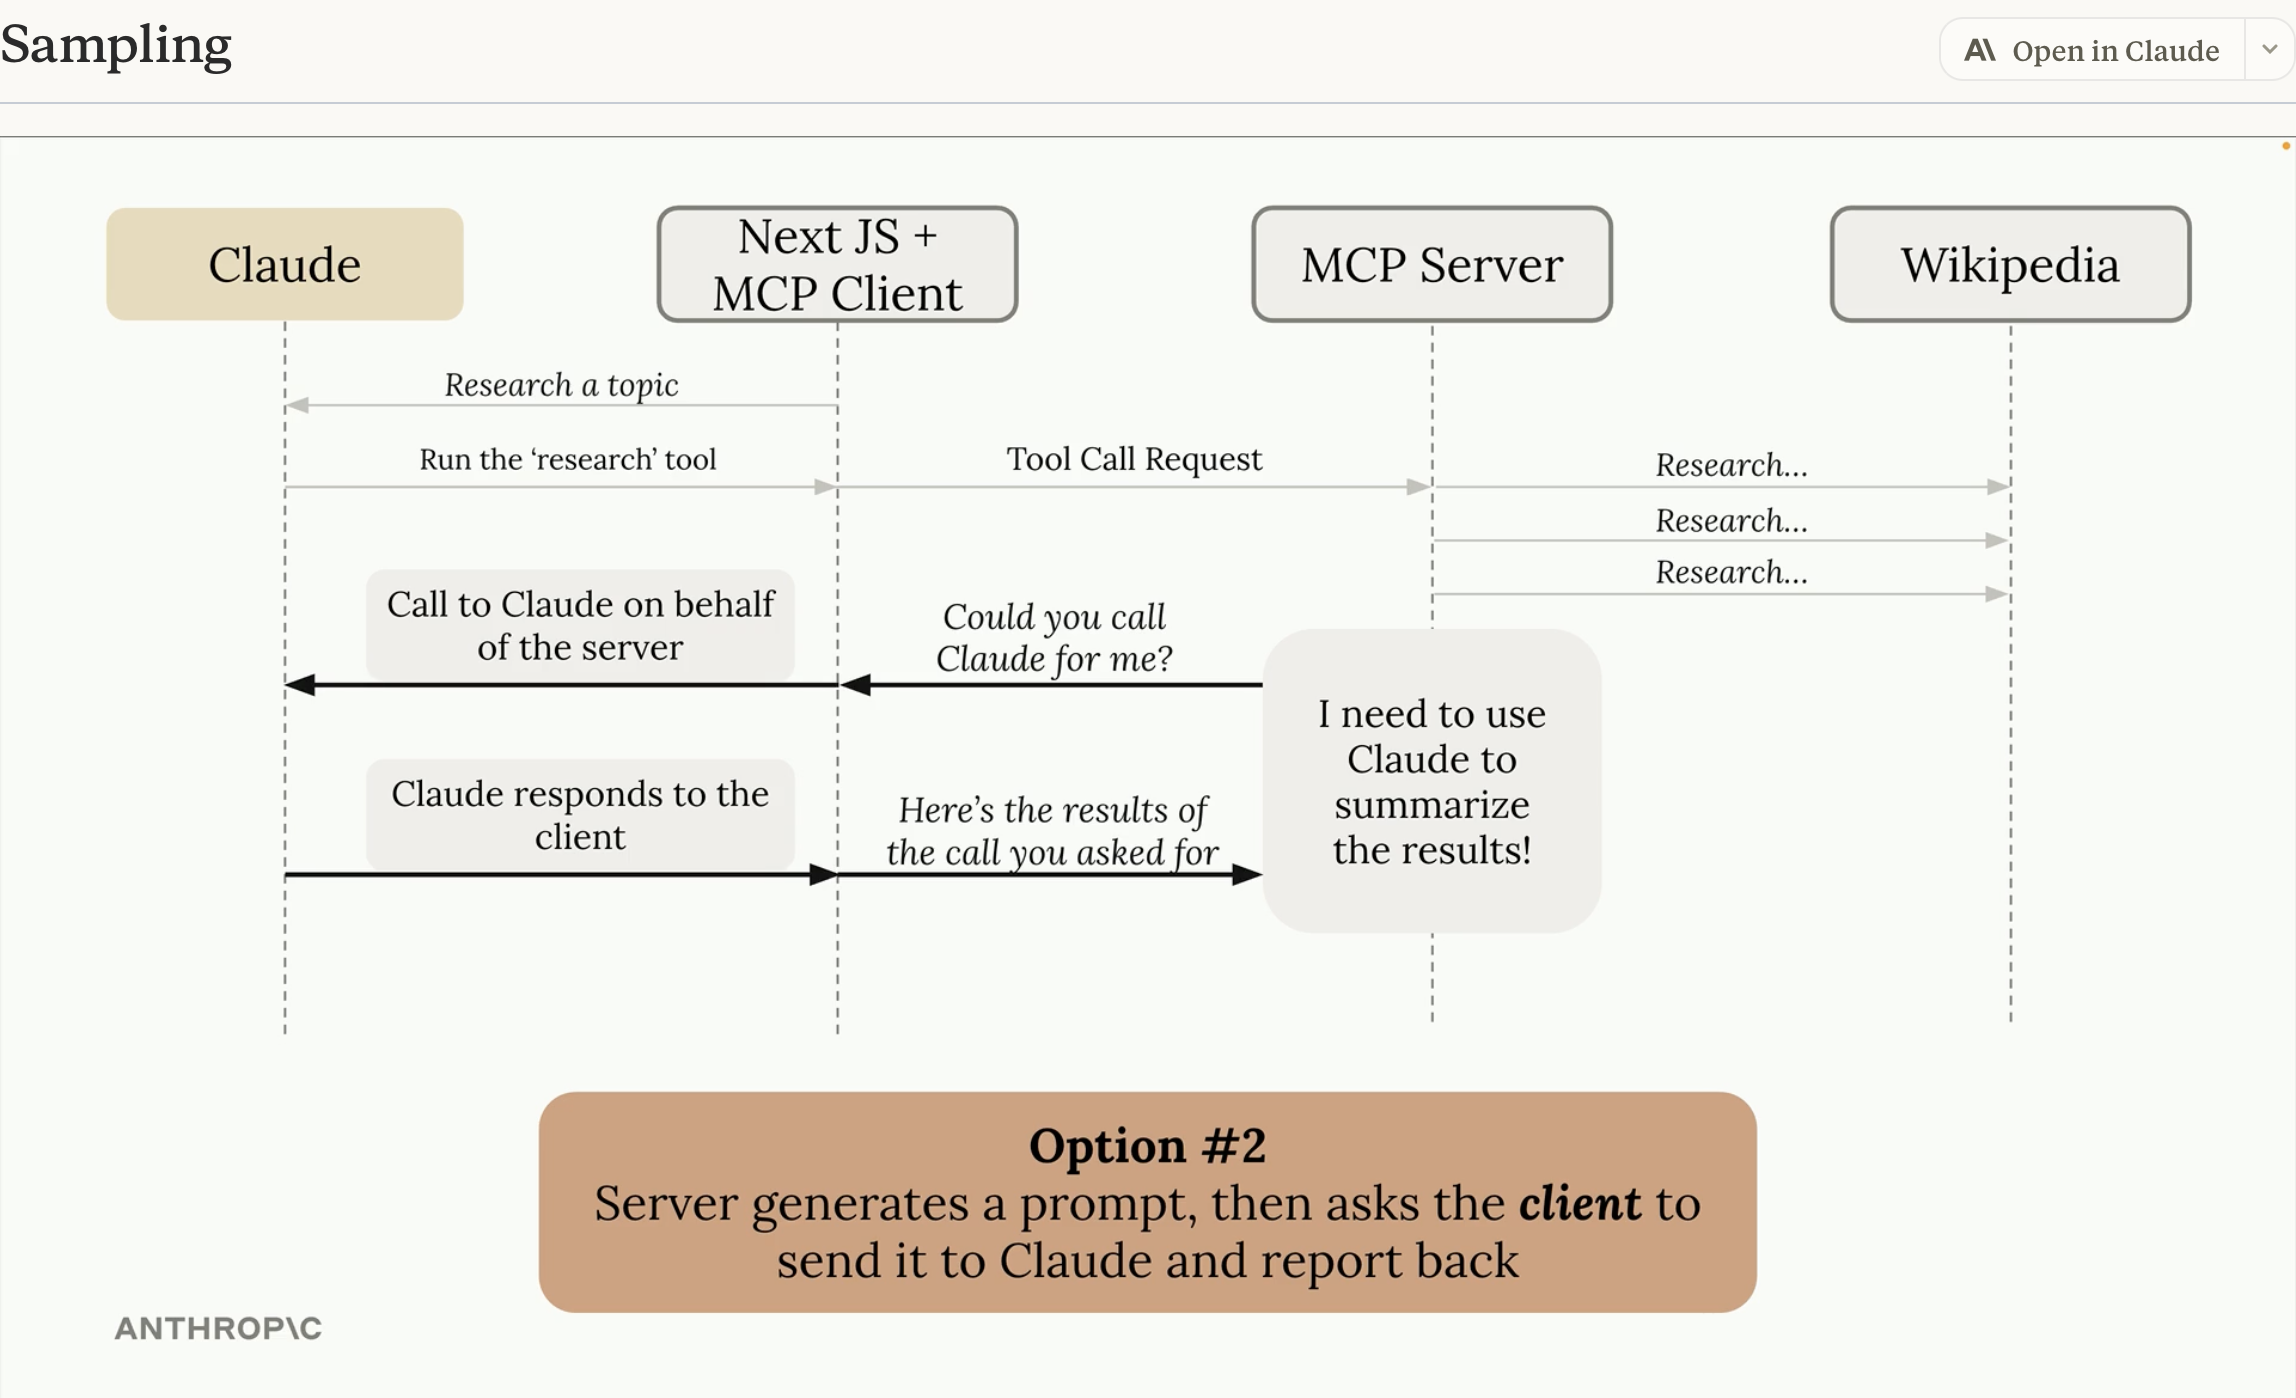 Sampling
Open in Claude
Claude
Next JS +
MCP Client
MCP Server
Wikipedia
Research a topic
Run the ‘research’ tool
Tool Call Request
Research...
Research...
Research...
Call to Claude on behalf
of the server
Could you call
Claude for me?
I need to use
Claude to
summarize
the results!
Claude responds to the
client
Here’s the results of
the call you asked for
Option #2
Server generates a prompt, then asks the client to
send it to Claude and report back
ANTHROP\C